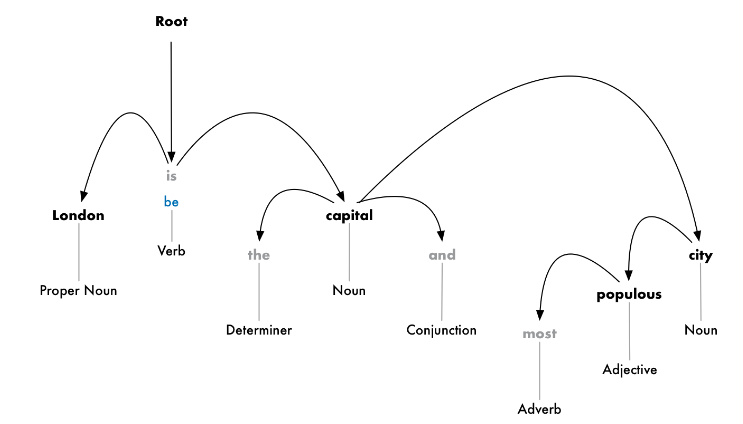 Root
is
be
Verb
London
Proper Noun
capital
Noun
the
Determiner
and
Conjunction
city
Noun
populous
Adjective
most
Adverb